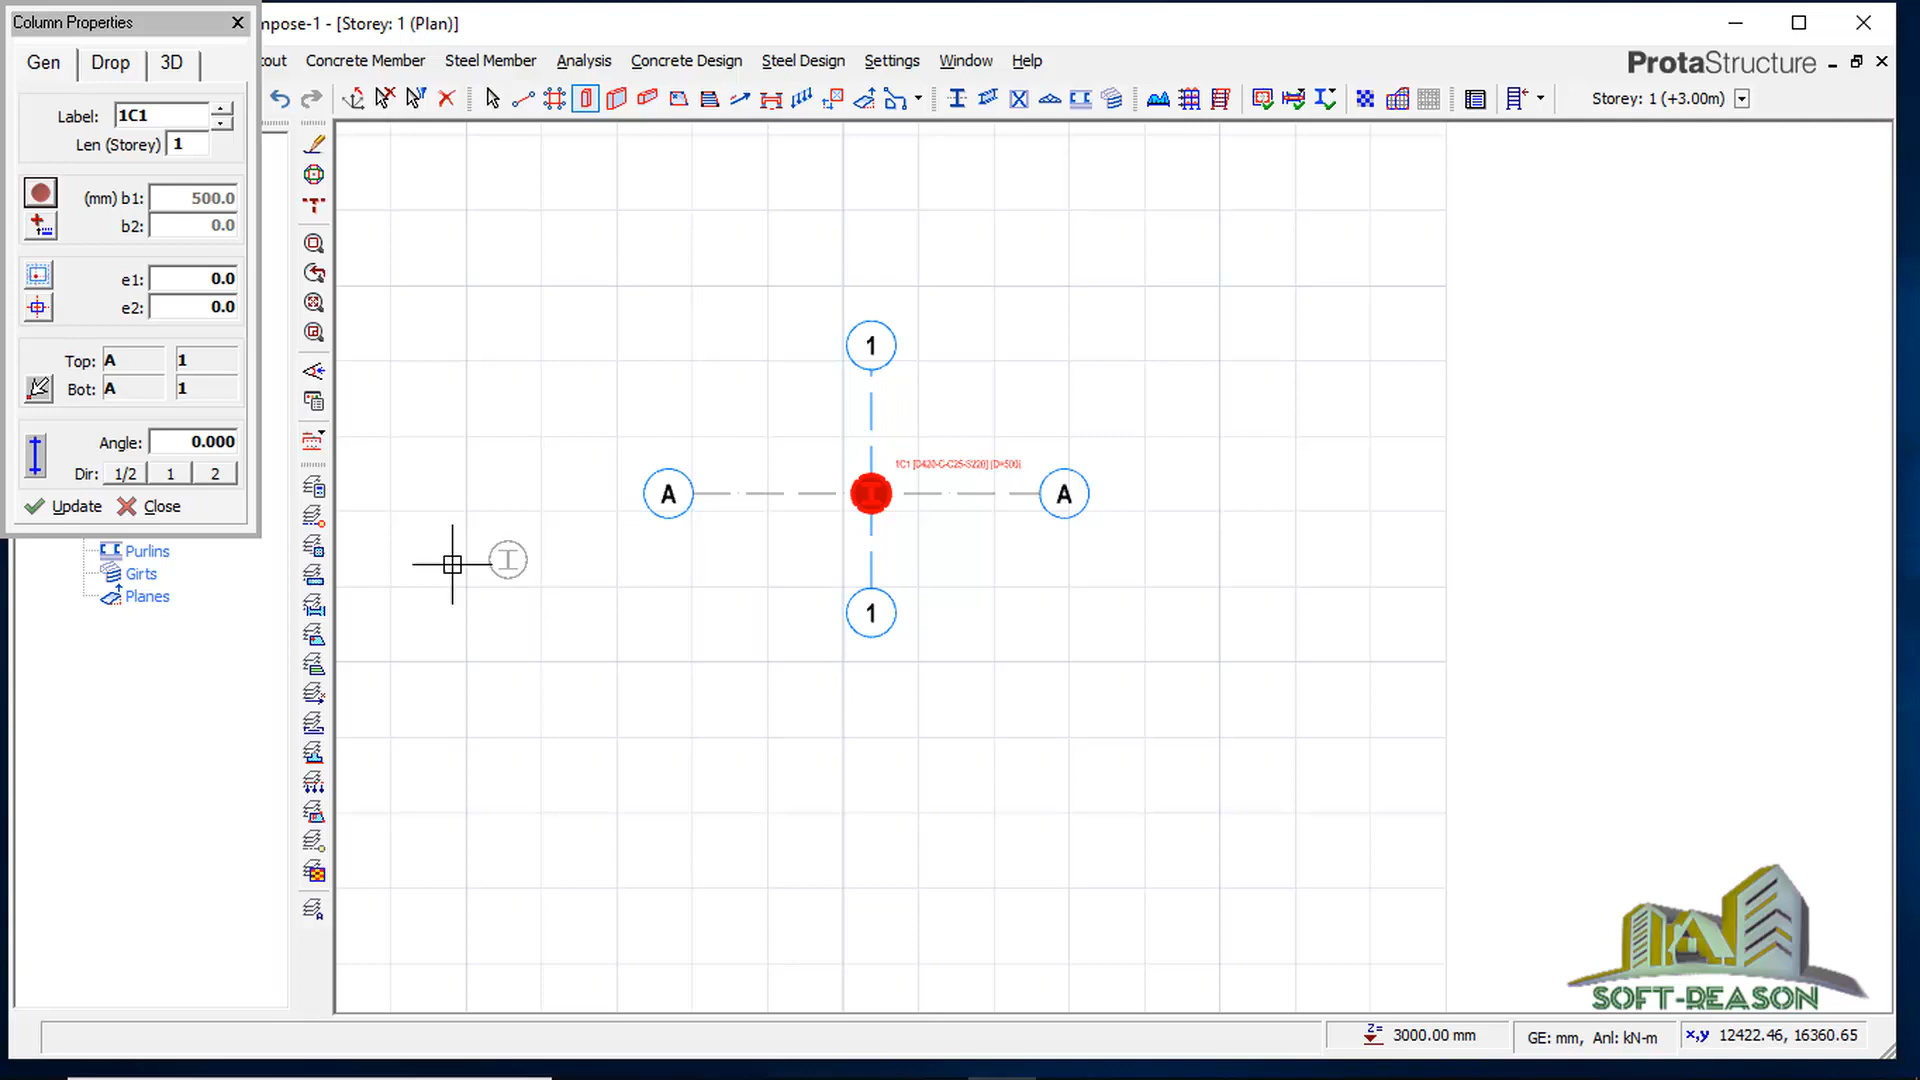 Column Properties
mpose-1 - [Storey: 1 (Plan)]
Gen Drop 3D
out Concrete Member Steel Member Analysis Concrete Design Steel Design Settings Window Help
ProtaStructure
Storey: 1 (+3.00m)
Label: 1C1
Len (Storey) 1
(mm) b1: 500.0
b2: 0.0
e1: 0.0
e2: 0.0
Top: A 1
Bot: A 1
Angle: 0.000
Dir: 1/2 1 2
Update Close
Purlins
Girts
Planes
1
A A
1
SOFT-REASON
Z= 3000.00 mm
GE: mm, Anl: kN-m
x,y 12422.46, 16360.65